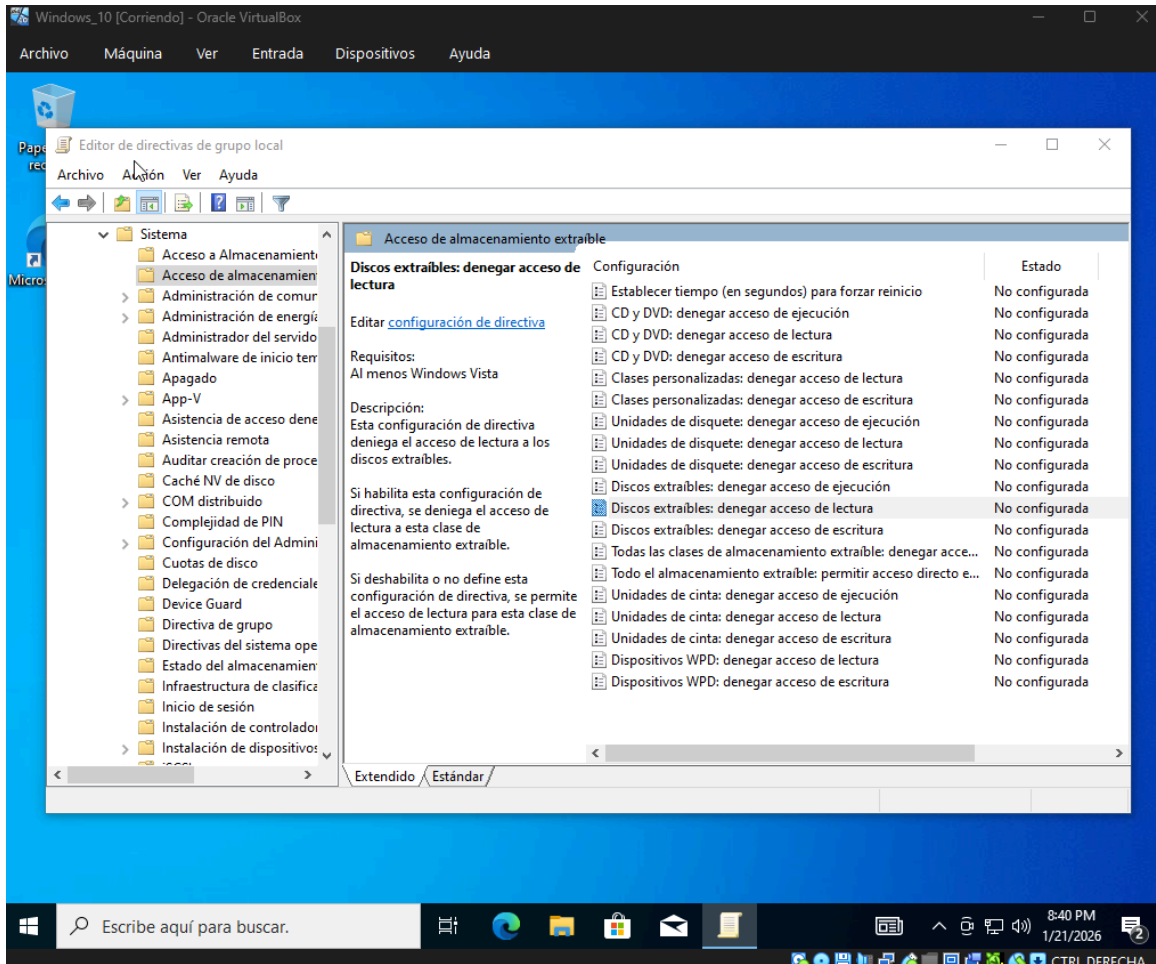 Windows_10 [Corriendo] - Oracle VirtualBox
Archivo Máquina Ver Entrada Dispositivos Ayuda
Editor de directivas de grupo local
Archivo Acción Ver Ayuda
Sistema
Acceso a Almacenamient
Acceso de almacenamien
Administración de comun
Administración de energía
Administrador del servido
Antimalware de inicio tem
Apagado
App-V
Asistencia de acceso dene
Asistencia remota
Auditar creación de proce
Caché NV de disco
COM distribuido
Complejidad de PIN
Configuración del Admini
Cuotas de disco
Delegación de credenciale
Device Guard
Directiva de grupo
Directivas del sistema ope
Estado del almacenamien
Infraestructura de clasifica
Inicio de sesión
Instalación de controlador
Instalación de dispositivos
Acceso de almacenamiento extraíble
Discos extraíbles: denegar acceso de
lectura
Editar configuración de directiva
Requisitos:
Al menos Windows Vista
Descripción:
Esta configuración de directiva
deniega el acceso de lectura a los
discos extraíbles.
Si habilita esta configuración de
directiva, se deniega el acceso de
lectura a esta clase de
almacenamiento extraíble.
Si deshabilita o no define esta
configuración de directiva, se permite
el acceso de lectura para esta clase de
almacenamiento extraíble.
Configuración Estado
Establecer tiempo (en segundos) para forzar reinicio No configurada
CD y DVD: denegar acceso de ejecución No configurada
CD y DVD: denegar acceso de lectura No configurada
CD y DVD: denegar acceso de escritura No configurada
Clases personalizadas: denegar acceso de lectura No configurada
Clases personalizadas: denegar acceso de escritura No configurada
Unidades de disquete: denegar acceso de ejecución No configurada
Unidades de disquete: denegar acceso de lectura No configurada
Unidades de disquete: denegar acceso de escritura No configurada
Discos extraíbles: denegar acceso de ejecución No configurada
Discos extraíbles: denegar acceso de lectura No configurada
Discos extraíbles: denegar acceso de escritura No configurada
Todas las clases de almacenamiento extraíble: denegar acce... No configurada
Todo el almacenamiento extraíble: permitir acceso directo e... No configurada
Unidades de cinta: denegar acceso de ejecución No configurada
Unidades de cinta: denegar acceso de lectura No configurada
Unidades de cinta: denegar acceso de escritura No configurada
Dispositivos WPD: denegar acceso de lectura No configurada
Dispositivos WPD: denegar acceso de escritura No configurada
Extendido Estándar
Escribe aquí para buscar.
8:40 PM
1/21/2026
2
CTRL DERECHA